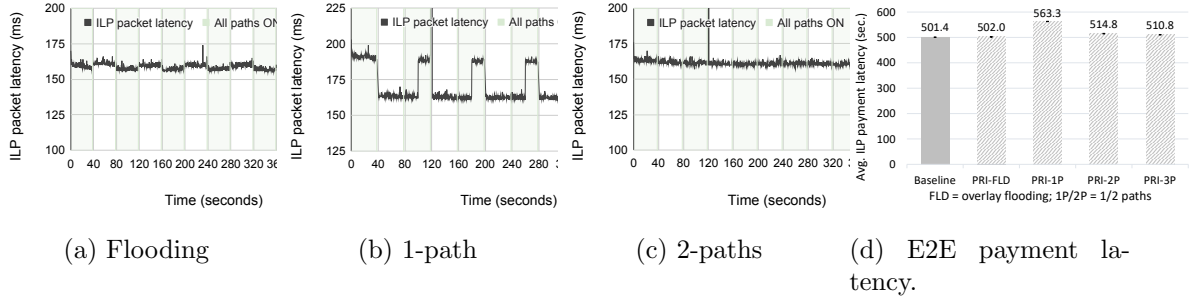 200
175
150
125
100
ILP packet latency (ms)
ILP packet latency
All paths ON
0 40 80 120 160 200 240 280 320 36
Time (seconds)
225
200
175
150
125
ILP packet latency (ms)
ILP packet latency
All paths ON
0 40 80 120 160 200 240 280 320
Time (seconds)
200
175
150
125
100
ILP packet latency (ms)
ILP packet latency
All paths
0 40 80 120 160 200 240 280 320
Time (seconds)
Avg. ILP payment latency (sec.)
600
500
400
300
200
100
0
501.4 502.0 563.3 514.8 510.8
Baseline PRI-FLD PRI-1P PRI-2P PRI-3P
FLD = overlay flooding; 1P/2P = 1/2 paths
(a) Flooding
(b) 1-path
(c) 2-paths
(d) E2E payment la-
tency.